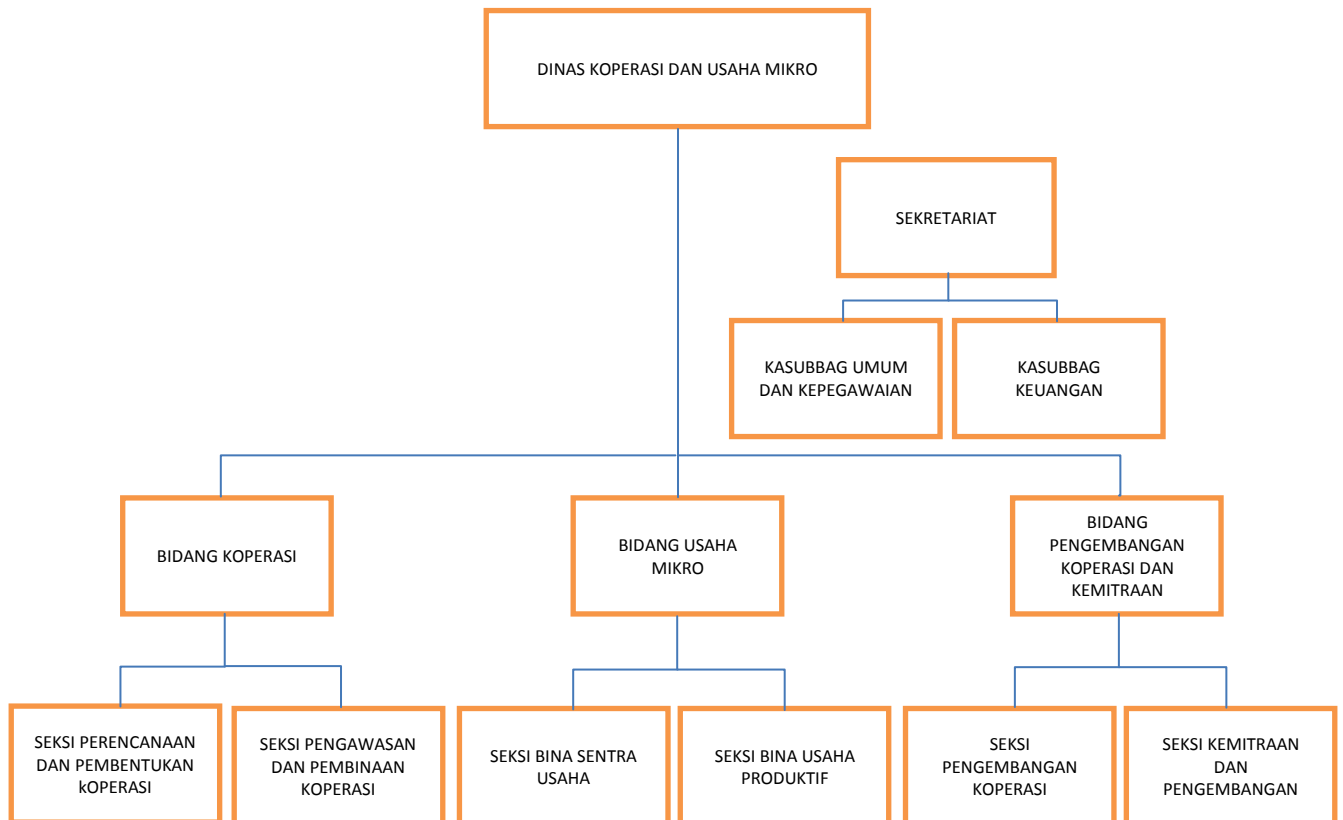 DINAS KOPERASI DAN USAHA MIKRO
SEKRETARIAT
KASUBBAG UMUM
DAN KEPEGAWAIAN
KASUBBAG
KEUANGAN
BIDANG KOPERASI
BIDANG USAHA
MIKRO
BIDANG
PENGEMBANGAN
KOPERASI DAN
KEMITRAAN
SEKSI PERENCANAAN
DAN PEMBENTUKAN
kOPERASI
SEKSI PENGAWASAN
DAN PEMBINAAN
KOPERASI
SEKSI BINA SENTRA
USAHA
SEKSI BINA USAHA
PRODUKTIF
SEKSI
PENGEMBANGAN
KOPERASI
SEKSI KEMITRAAN
DAN
PENGEMBANGAN